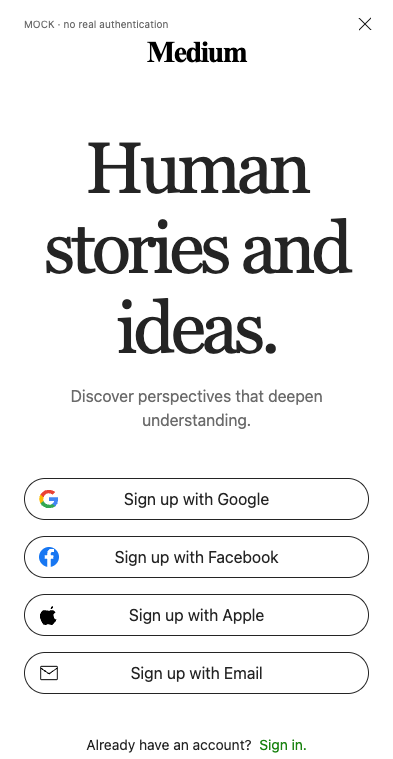 MOCK · no real authentication
Medium
Human
stories and
ideas.
Discover perspectives that deepen
understanding.
Sign up with Google
Sign up with Facebook
Sign up with Apple
Sign up with Email
Already have an account? Sign in.